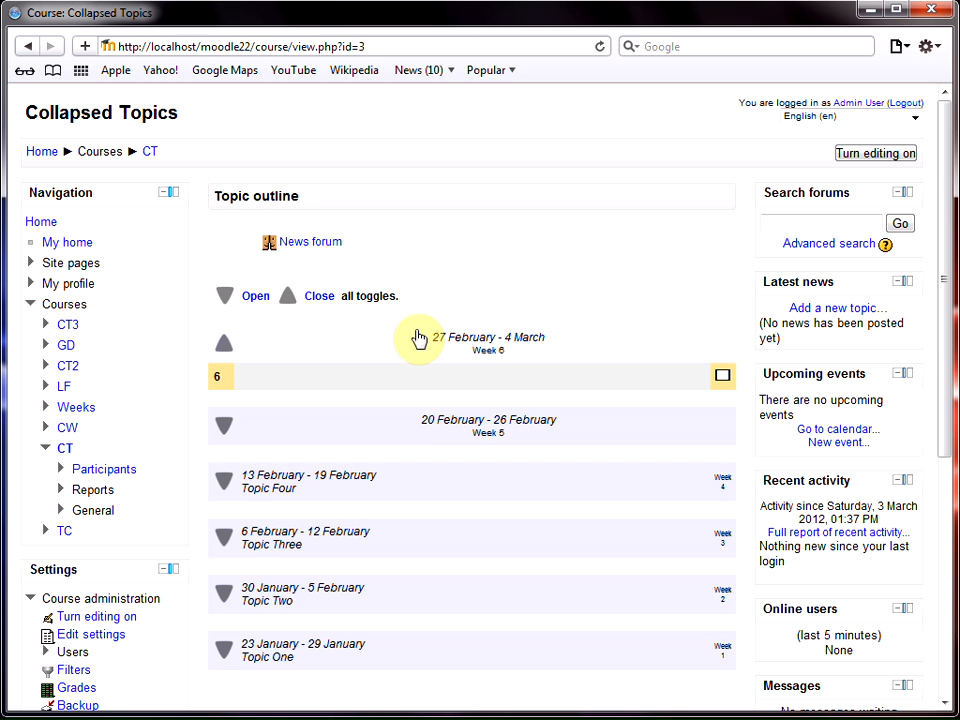 Course: Collapsed Topics
http://localhost/moodle22/course/view.php?id=3
Google
Apple Yahoo! Google Maps YouTube Wikipedia News (10) Popular
Collapsed Topics
You are logged in as Admin User (Logout)
English (en)
Home ► Courses ► CT
Turn editing on
Navigation
Home
My home
Site pages
My profile
Courses
CT3
GD
CT2
LF
Weeks
CW
CT
Participants
Reports
General
TC
Settings
Course administration
Turn editing on
Edit settings
Users
Filters
Grades
Backup
Topic outline
News forum
Open Close all toggles.
27 February - 4 March
Week 6
6
20 February - 26 February
Week 5
13 February - 19 February
Topic Four
Week
4
6 February - 12 February
Topic Three
Week
3
30 January - 5 February
Topic Two
Week
2
23 January - 29 January
Topic One
Week
1
Search forums
Go
Advanced search ?
Latest news
Add a new topic...
(No news has been posted
yet)
Upcoming events
There are no upcoming
events
Go to calendar...
New event...
Recent activity
Activity since Saturday, 3 March
2012, 01:37 PM
Full report of recent activity...
Nothing new since your last
login
Online users
(last 5 minutes)
None
Messages
No messages waiting